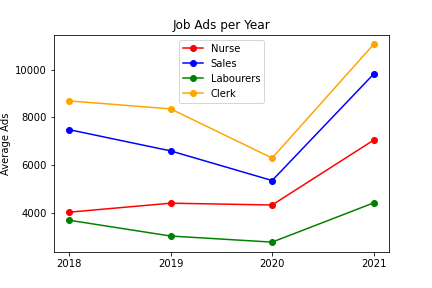 Job Ads per Year
Nurse
Sales
Labourers
Clerk
Average Ads
10000
8000
6000
4000
2018 2019 2020 2021